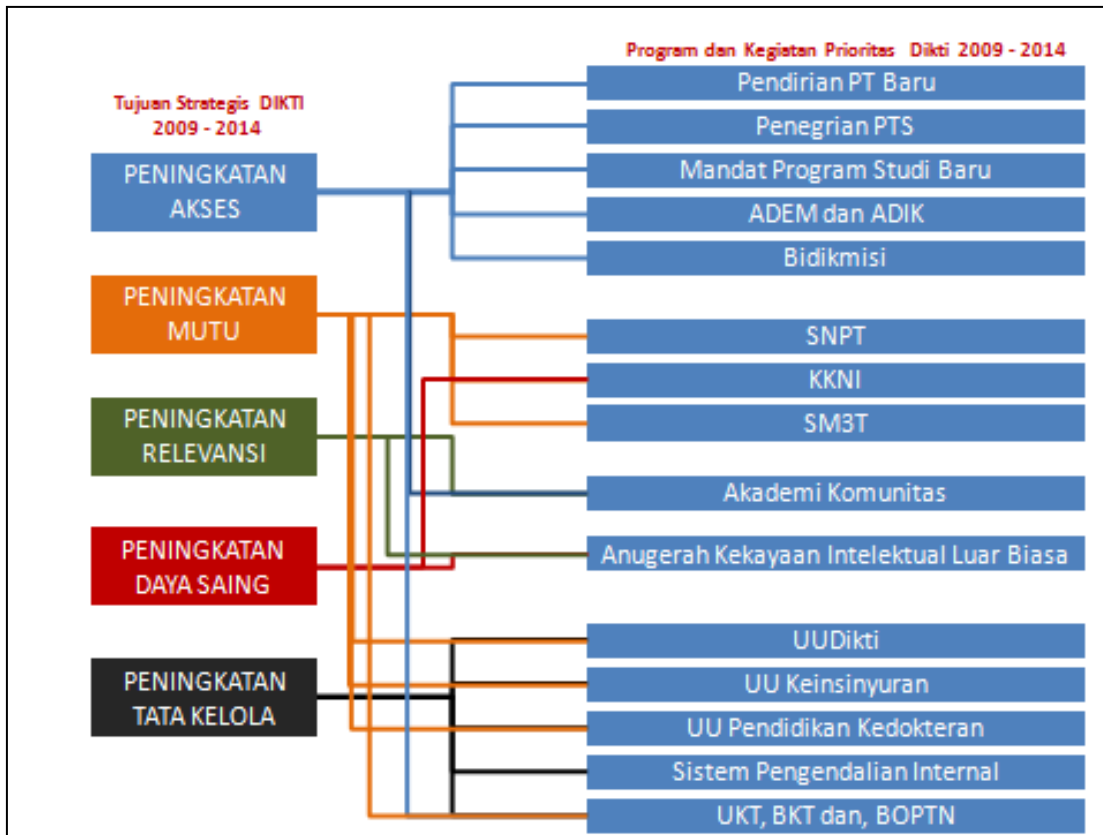 Program dan Kegiatan Prioritas Dikti 2009 - 2014
Tujuan Strategis DIKTI
2009 - 2014
PENINGKATAN
AKSES
PENINGKATAN
MUTU
PENINGKATAN
RELEVANSI
PENINGKATAN
DAYA SAING
PENINGKATAN
TATA KELOLA
Pendirian PT Baru
Penegrian PTS
Mandat Program Studi Baru
ADEM dan ADIK
Bidikmisi
SNPT
KKNI
SM3T
Akademi Komunitas
Anugerah Kekayaan Intelektual Luar Biasa
UUDikti
UU Keinsinyuran
UU Pendidikan Kedokteran
Sistem Pengendalian Internal
UKT, BKT dan, BOPTN